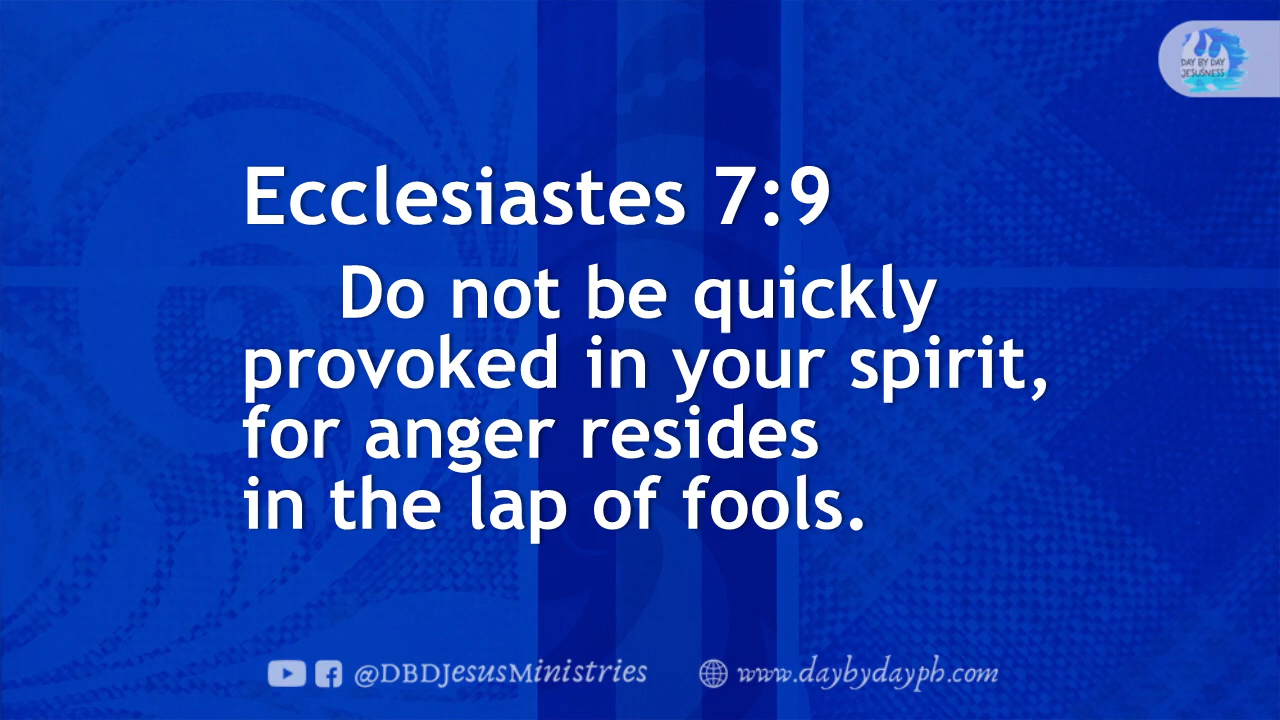 DAY BY DAY
JESUSNESS
Ecclesiastes 7:9
Do not be quickly
provoked in your spirit,
for anger resides
in the lap of fools.
@DBDJesusMinistries www.daybydayph.com